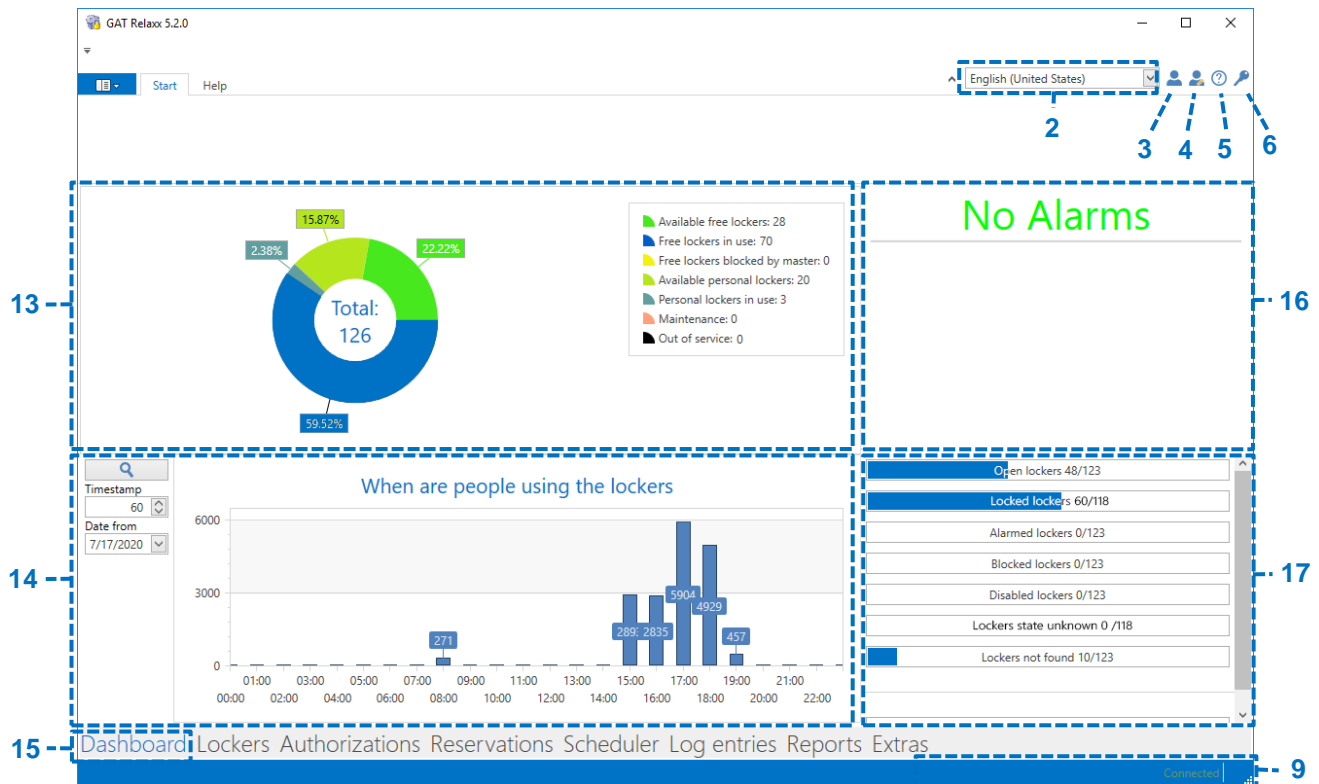 GAT Relaxx 5.2.0
Start Help English (United States)
2 3 4 5 6
13
15.87%
2.38%
22.22%
59.52%
Total:
126
Available free lockers: 28
Free lockers in use: 70
Free lockers blocked by master: 0
Available personal lockers: 20
Personal lockers in use: 3
Maintenance: 0
Out of service: 0
No Alarms
16
14
Timestamp
60
Date from
7/17/2020
When are people using the lockers
6000
3000
0
271 2835 5904 4929 457
01:00 03:00 05:00 07:00 09:00 11:00 13:00 15:00 17:00 19:00 21:00
00:00 02:00 04:00 06:00 08:00 10:00 12:00 14:00 16:00 18:00 20:00 22:00
Open lockers 48/123
Locked lockers 60/118
Alarmed lockers 0/123
Blocked lockers 0/123
Disabled lockers 0/123
Lockers state unknown 0 /118
Lockers not found 10/123
17
15
Dashboard Lockers Authorizations Reservations Scheduler Log entries Reports Extras
Connected
9